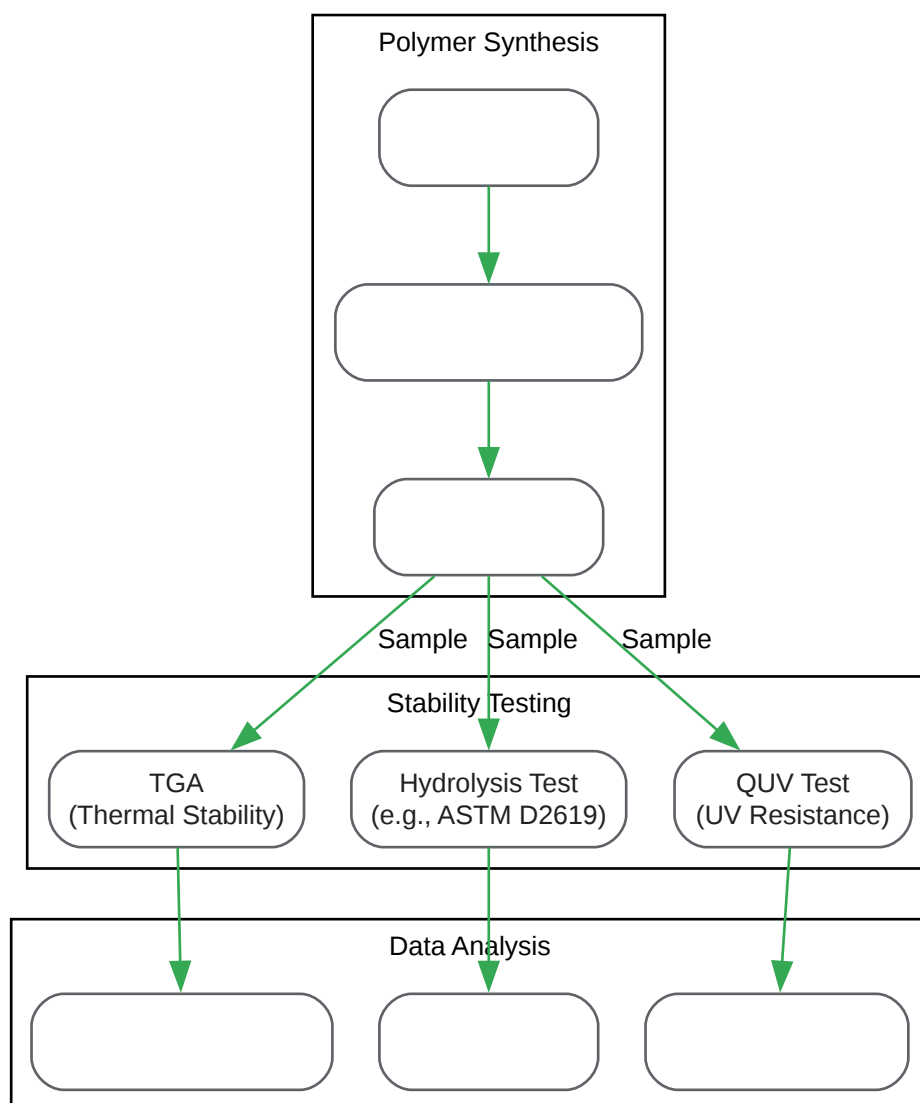 Polymer Synthesis
Sample
Sample
Sample
Stability Testing
TGA
(Thermal Stability)
Hydrolysis Test
(e.g., ASTM D2619)
QUV Test
(UV Resistance)
Data Analysis